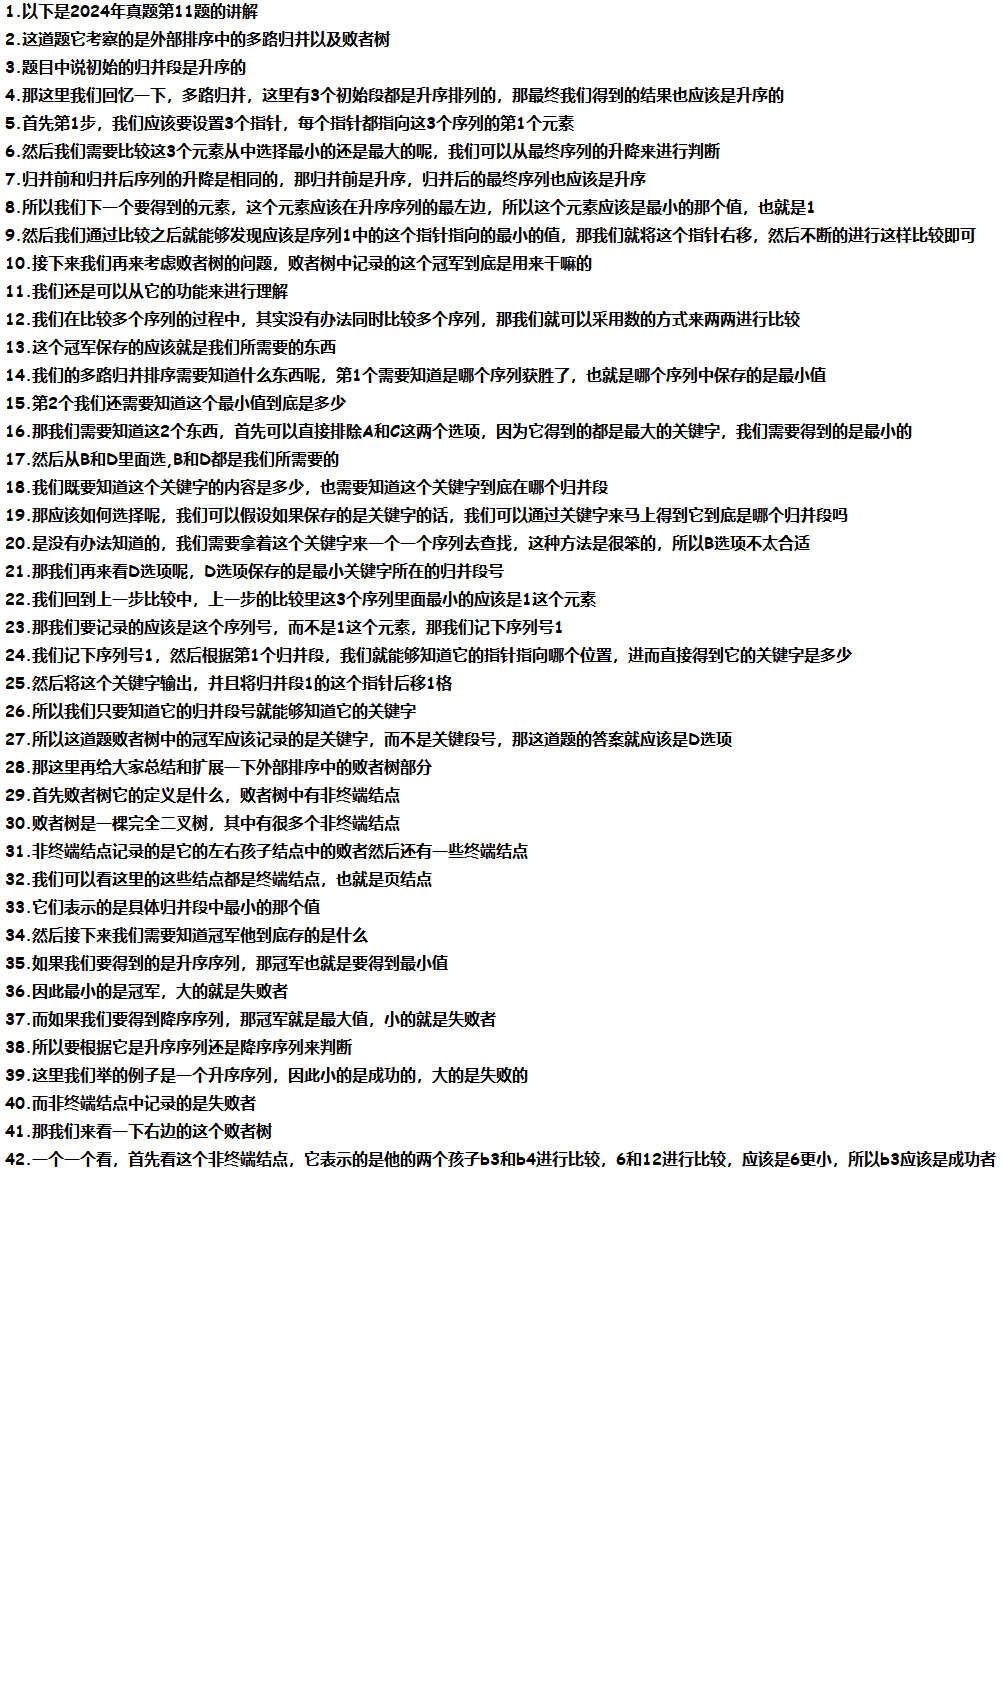 1.以下是2024年真题第11题的讲解
2.这道题它考察的是外部排序中的多路归并以及败者树
3.题目中说初始的归并段是升序的
4.那这里我们回忆一下，多路归并，这里有3个初始段都是升序排列的，那最终我们得到的结果也应该是升序的
5.首先第1步，我们应该要设置3个指针，每个指针都指向这3个序列的第1个元素
6.然后我们需要比较这3个元素从中选择最小的还是最大的呢，我们可以从最终序列的升降来进行判断
7.归并前和归并后序列的升降是相同的，那归并前是升序，归并后的最终序列也应该是升序
8.所以我们下一个要得到的元素，这个元素应该在升序序列的最左边，所以这个元素应该是最小的那个值，也就是1
9.然后我们通过比较之后就能够发现应该是序列1中的这个指针指向的最小的值，那我们就将这个指针右移，然后不断的进行这样比较即可
10.接下来我们再来考虑败者树的问题，败者树中记录的这个冠军到底是用来干嘛的
11.我们还是可以从它的功能来进行理解
12.我们在比较多个序列的过程中，其实没有办法同时比较多个序列，那我们就可以采用数的方式来两两进行比较
13.这个冠军保存的应该就是我们所需要的东西
14.我们的多路归并排序需要知道什么东西呢，第1个需要知道是哪个序列获胜了，也就是哪个序列中保存的是最小值
15.第2个我们还需要知道这个最小值到底是多少
16.那我们需要知道这2个东西，首先可以直接排除A和C这两个选项，因为它得到的都是最大的关键字，我们需要得到的是最小的
17.然后从B和D里面选,B和D都是我们所需要的
18.我们既要知道这个关键字的内容是多少，也需要知道这个关键字到底在哪个归并段
19.那应该如何选择呢，我们可以假设如果保存的是关键字的话，我们可以通过关键字来马上得到它到底是哪个归并段吗
20.是没有办法知道的，我们需要拿着这个关键字来一个一个序列去查找，这种方法是很笨的，所以B选项不太合适
21.那我们再来看D选项呢，D选项保存的是最小关键字所在的归并段号
22.我们回到上一步比较中，上一步的比较里这3个序列里面最小的应该是1这个元素
23.那我们要记录的应该是这个序列号，而不是1这个元素，那我们记下序列号1
24.我们记下序列号1，然后根据第1个归并段，我们就能够知道它的指针指向哪个位置，进而直接得到它的关键字是多少
25.然后将这个关键字输出，并且将归并段1的这个指针后移1格
26.所以我们只要知道它的归并段号就能够知道它的关键字
27.所以这道题败者树中的冠军应该记录的是关键字，而不是关键段号，那这道题的答案就应该是D选项
28.那这里再给大家总结和扩展一下外部排序中的败者树部分
29.首先败者树它的定义是什么，败者树中有非终端结点
30.败者树是一棵完全二叉树，其中有很多个非终端结点
31.非终端结点记录的是它的左右孩子结点中的败者然后还有一些终端结点
32.我们可以看这里的这些结点都是终端结点，也就是页结点
33.它们表示的是具体归并段中最小的那个值
34.然后接下来我们需要知道冠军他到底存的是什么
35.如果我们要得到的是升序序列，那冠军也就是要得到最小值
36.因此最小的是冠军，大的就是失败者
37.而如果我们要得到降序序列，那冠军就是最大值，小的就是失败者
38.所以要根据它是升序序列还是降序序列来判断
39.这里我们举的例子是一个升序序列，因此小的是成功的，大的是失败的
40.而非终端结点中记录的是失败者
41.那我们来看一下右边的这个败者树
42.一个一个看，首先看这个非终端结点，它表示的是他的两个孩子b3和b4进行比较，6和12进行比较，应该是6更小，所以b3应该是成功者